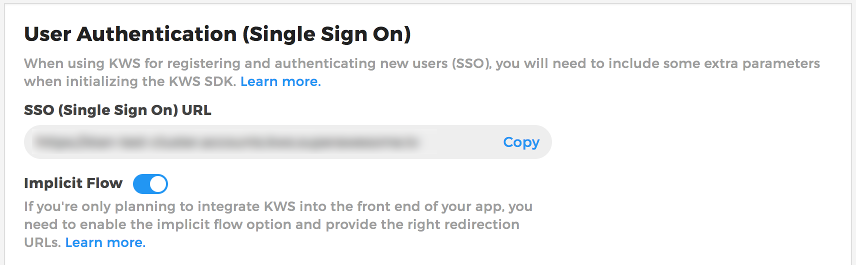 User Authentication (Single Sign On)
When using KWS for registering and authenticating new users (SSO), you will need to include some extra parameters
when initializing the KWS SDK. Learn more.
SSO (Single Sign On) URL
Copy
Implicit Flow
If you're only planning to integrate KWS into the front end of your app, you
need to enable the implicit flow option and provide the right redirection
URLs. Learn more.